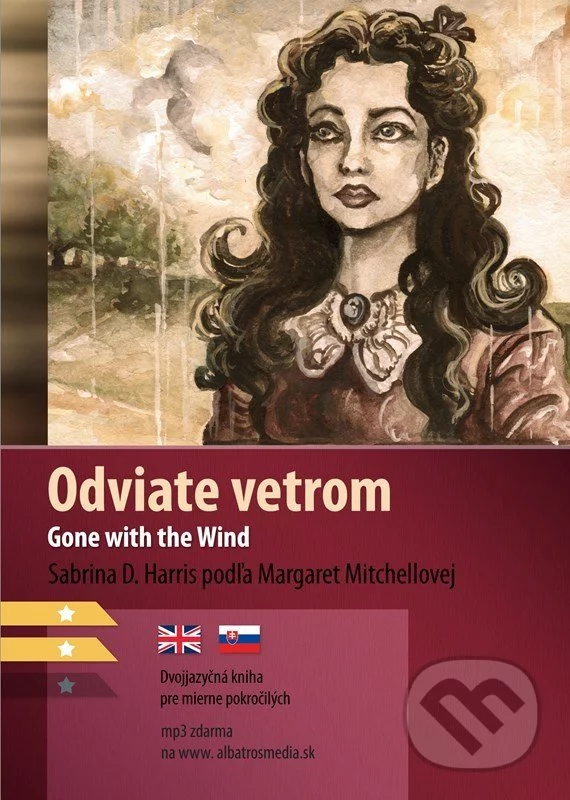 Odviate vetrom
Gone with the Wind
Sabrina D. Harris podľa Margaret Mitchellovej
Dvojjazyčná kniha
pre mierne pokročilých
mp3 zdarma
na www. albatrosmedia.sk